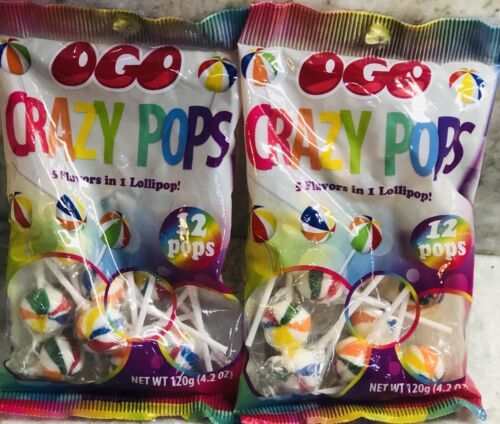 OGO
CRAZY POPS
5 Flavors in 1 Lollipop!
12
pops
NET WT 120g (4.2 OZ)
OGO
CRAZY POPS
5 Flavors in 1 Lollipop!
12
pops
NET WT 120g (4.2 OZ)